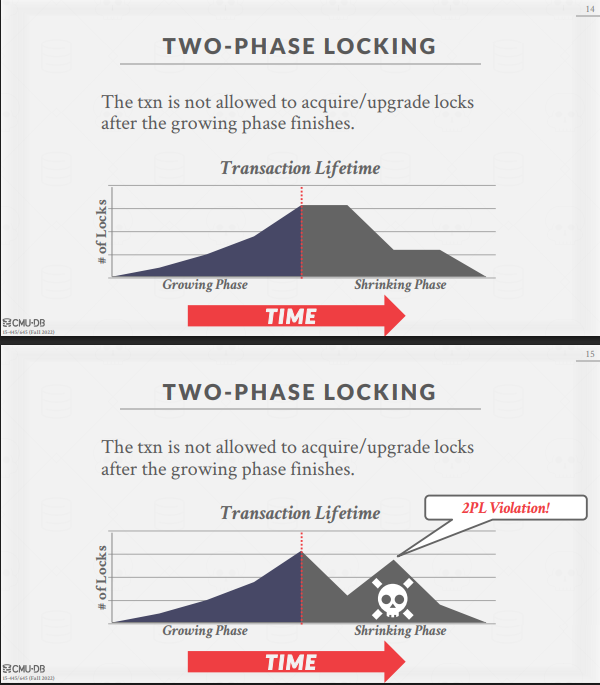 14
TWO-PHASE LOCKING
The txn is not allowed to acquire/upgrade locks
after the growing phase finishes.
Transaction Lifetime
# of Locks
Growing Phase
Shrinking Phase
TIME
CMU-DB
15-445/645 (Fall 2022)
15
TWO-PHASE LOCKING
The txn is not allowed to acquire/upgrade locks
after the growing phase finishes.
2PL Violation!
Transaction Lifetime
# of Locks
Growing Phase
Shrinking Phase
TIME
CMU-DB
15-445/645 (Fall 2022)